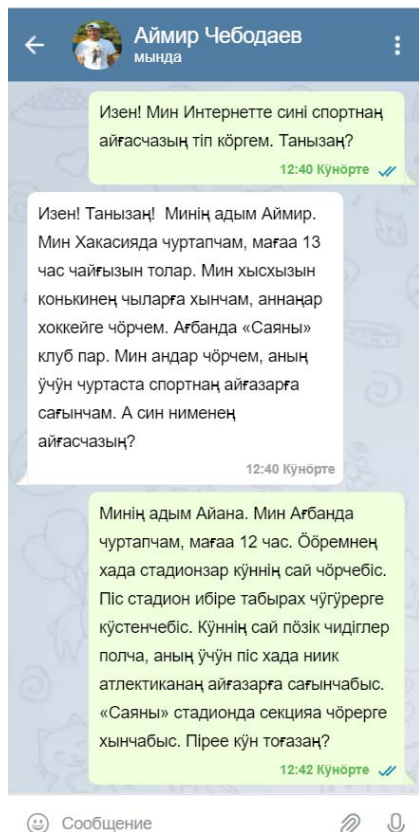 Аймир Чебодаев
мында
Изен! Мин Интернетте сині спортнаң
айғасчазың тіп кӧргем. Танызаң?
12:40 Кӱнӧрте
Изен! Танызаң! Минің адым Аймир.
Мин Хакасияда чуртапчам, мағаа 13
час чайғызын толар. Мин хысхызын
конькинең чыларға хынчам, аннаңар
хоккейге чӧрчем. Ағбанда «Саяны»
клуб пар. Мин андар чӧрчем, аның
ӱчӱн чуртаста спортнаң айғазарға
сағынчам. А син нименең
айғасчазың?
12:40 Кӱнӧрте
Минің адым Айана. Мин Ағбанда
чуртапчам, мағаа 12 час. Ӧӧремнең
хада стадионзар кӱннің сай чӧрчебіс.
Піс стадион ибіре табырах чӱгӱрерге
кӱстенчебіс. Кӱннің сай пӧзік чидіглер
полча, аның ӱчӱн піс хада ниик
атлектиканаң айғазарға сағынчабыс.
«Саяны» стадионда секцияа чӧрерге
хынчабыс. Пірее кӱн тоғазаң?
12:42 Кӱнӧрте
Сообщение